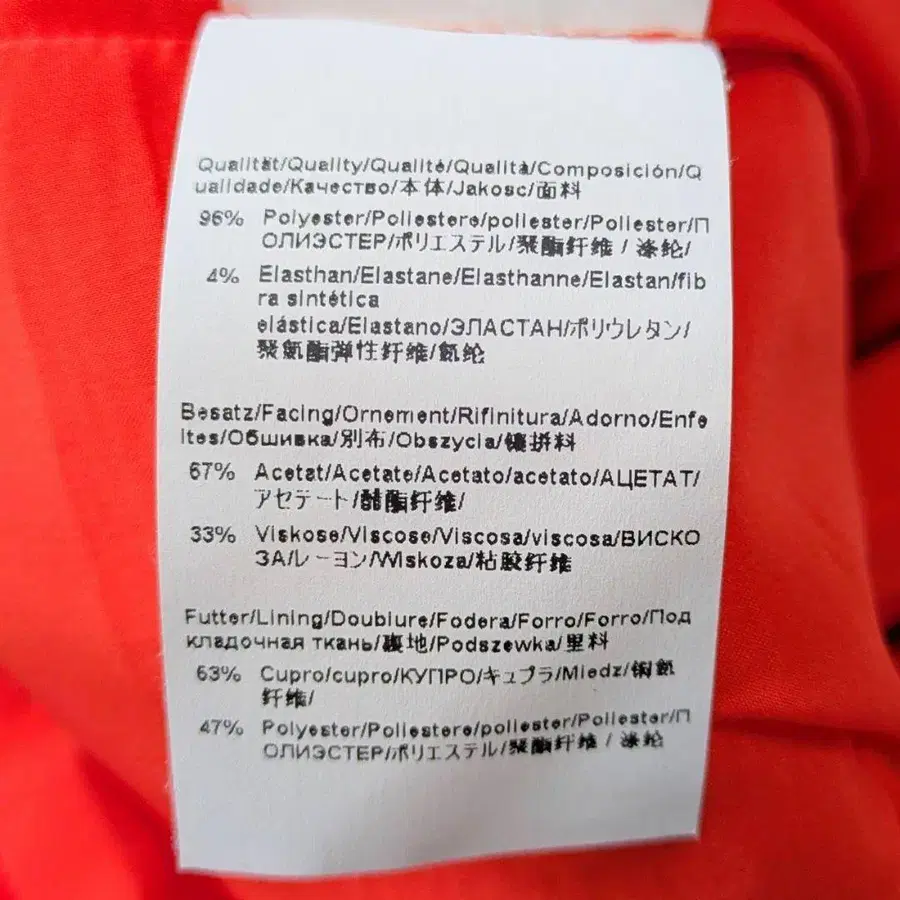 Qualität/Quality/Qualité/Qualità/Composición/Q
ualidade/Качество/本体/Jakosc/面料
96% Polyester/Poliestere/poliester/Poliester/П
ОЛИЭСТЕР/ポリエステル/聚酯纤维 / 涤纶/
4% Elasthan/Elastane/Elasthanne/Elastan/fib
ra sintética
elástica/Elastano/ЭЛАСТАН/ポリウレタン/
聚氨酯弹性纤维/氨纶
Besatz/Facing/Ornement/Rifinitura/Adorno/Enfe
ites/Обшивка/別布/Obszycia/镶拼料
67% Acetat/Acetate/Acetato/acetato/АЦЕТАТ/
アセテート/醋酯纤维/
33% Viskose/Viscose/Viscosa/viscosa/ВИСКО
ЗА/レーヨン/Wiskoza/粘胶纤维
Futter/Lining/Doublure/Fodera/Forro/Forro/Под
кладочная ткань/裏地/Podszewka/里料
53% Cupro/cupro/КУПРО/キュプラ/Miedz/铜氨
纤维/
47% Polyester/Poliestere/poliester/Poliester/П
ОЛИЭСТЕР/ポリエステル/聚酯纤维 / 涤纶